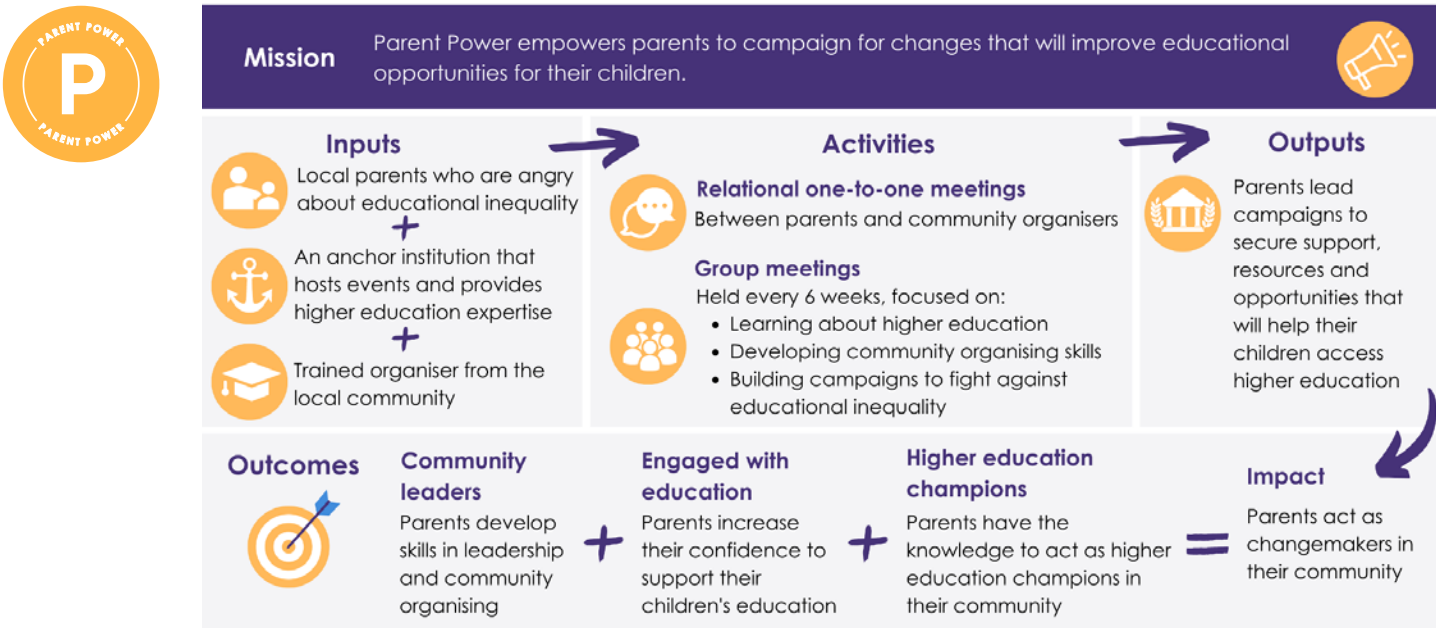 PARENT POWER
P
PARENT POWER
Mission
Parent Power empowers parents to campaign for changes that will improve educational
opportunities for their children.
Inputs
Local parents who are angry
about educational inequality
+
An anchor institution that
hosts events and provides
higher education expertise
+
Trained organiser from the
local community
Activities
Relational one-to-one meetings
Between parents and community organisers
Group meetings
Held every 6 weeks, focused on:
• Learning about higher education
• Developing community organising skills
• Building campaigns to fight against
educational inequality
Outputs
Parents lead
campaigns to
secure support,
resources and
opportunities that
will help their
children access
higher education
Outcomes
Community
leaders
Parents develop
skills in leadership
and community
organising
+
Engaged with
education
Parents increase
their confidence to
support their
children's education
+
Higher education
champions
Parents have the
knowledge to act as higher
education champions in
their community
=
Impact
Parents act as
changemakers in
their community